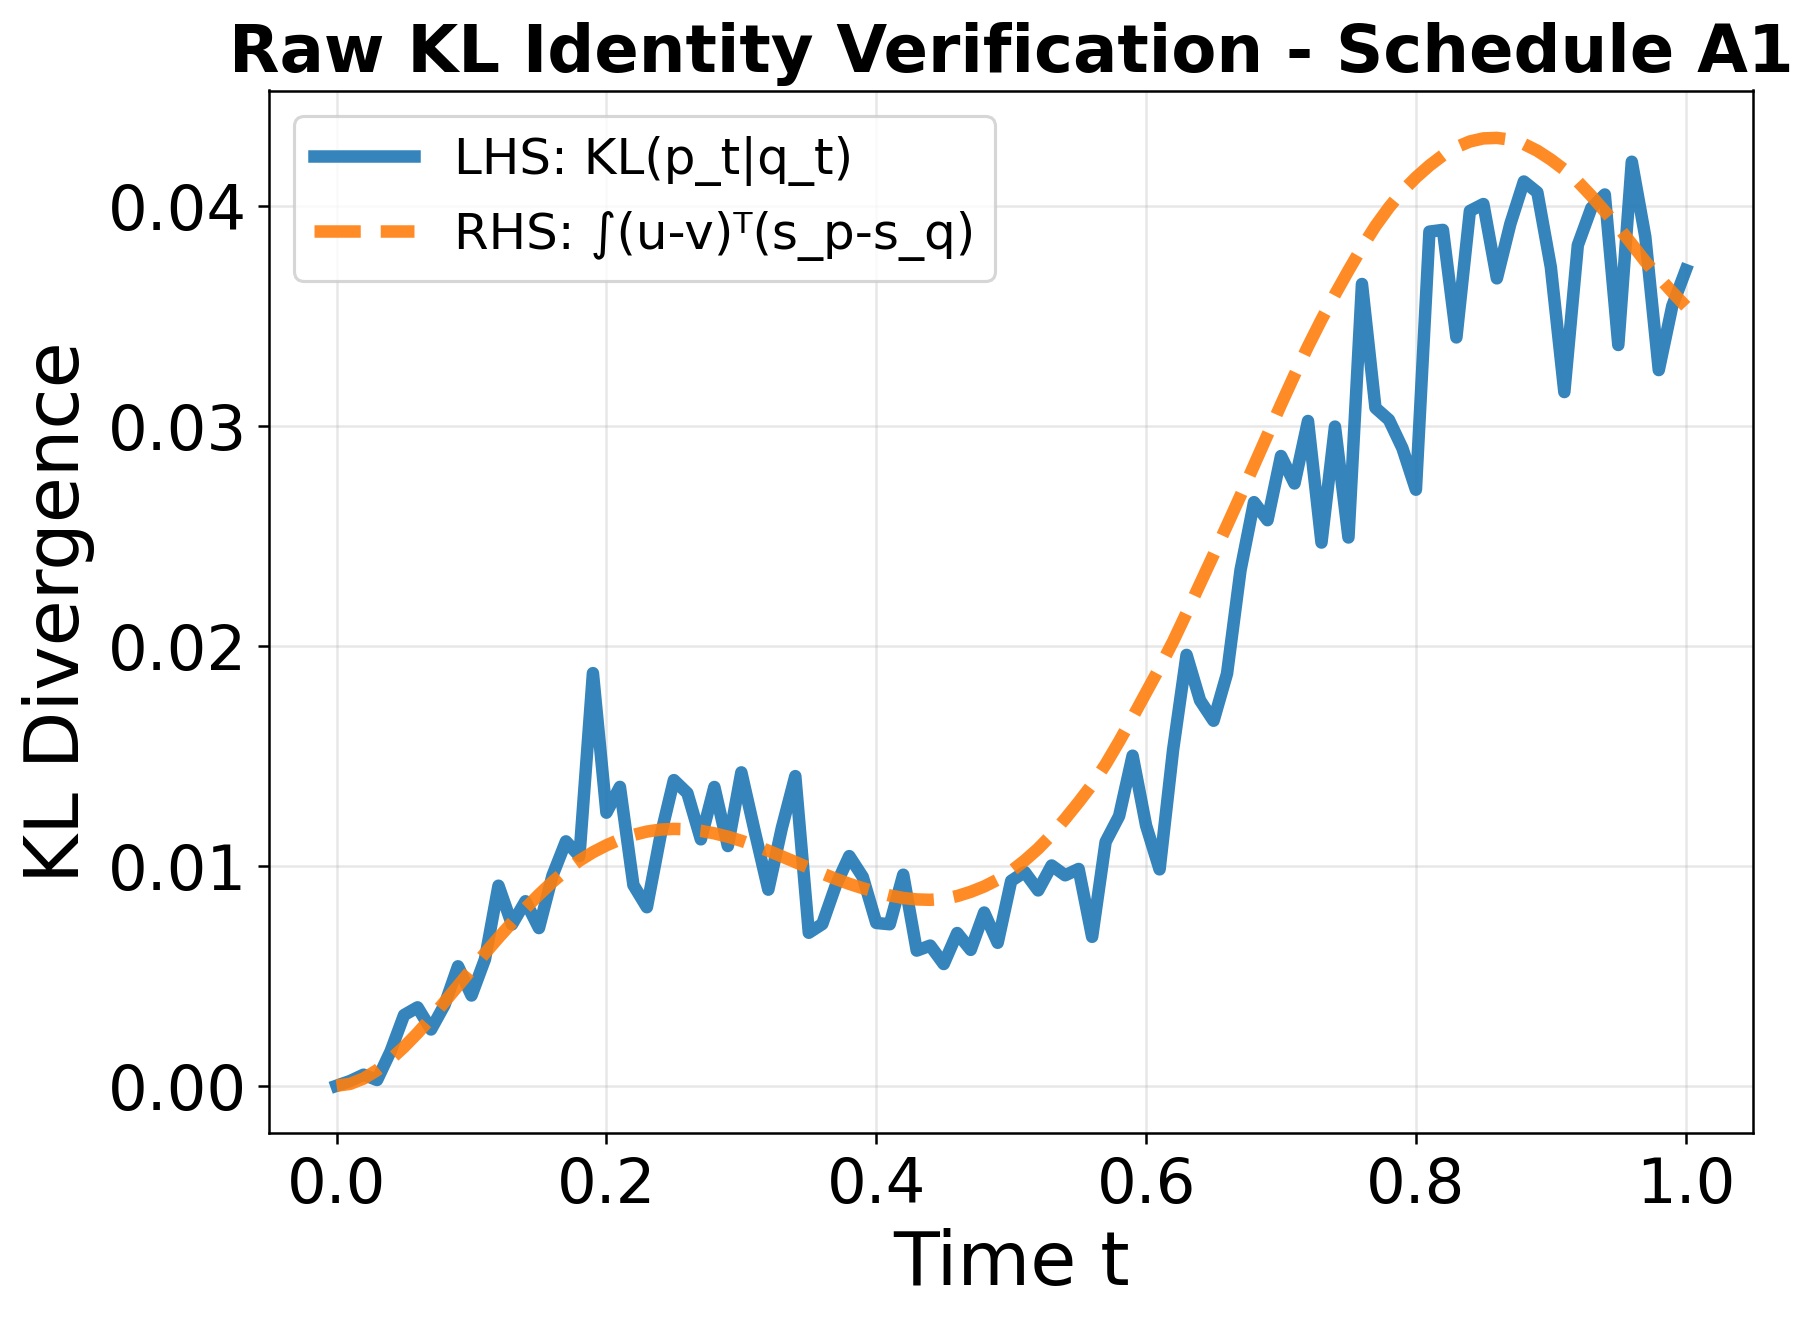 Raw KL Identity Verification - Schedule A1
LHS: KL(p_t|q_t)
RHS: ∫(u-v)ᵀ(s_p-s_q)
KL Divergence
0.04
0.03
0.02
0.01
0.00
0.0 0.2 0.4 0.6 0.8 1.0
Time t